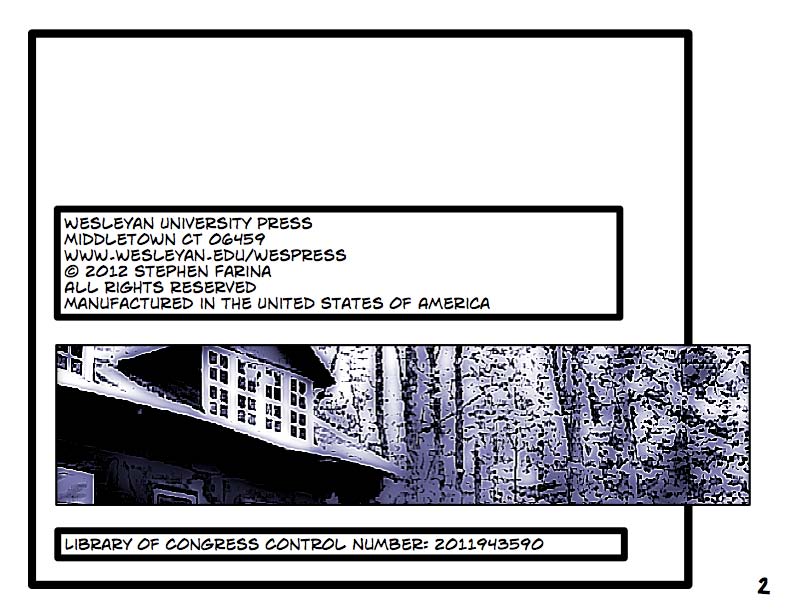 WESLEYAN UNIVERSITY PRESS
MIDDLETOWN CT 06459
WWW.WESLEYAN.EDU/WESPRESS
© 2012 STEPHEN FARINA
ALL RIGHTS RESERVED
MANUFACTURED IN THE UNITED STATES OF AMERICA
LIBRARY OF CONGRESS CONTROL NUMBER: 2011943590
2